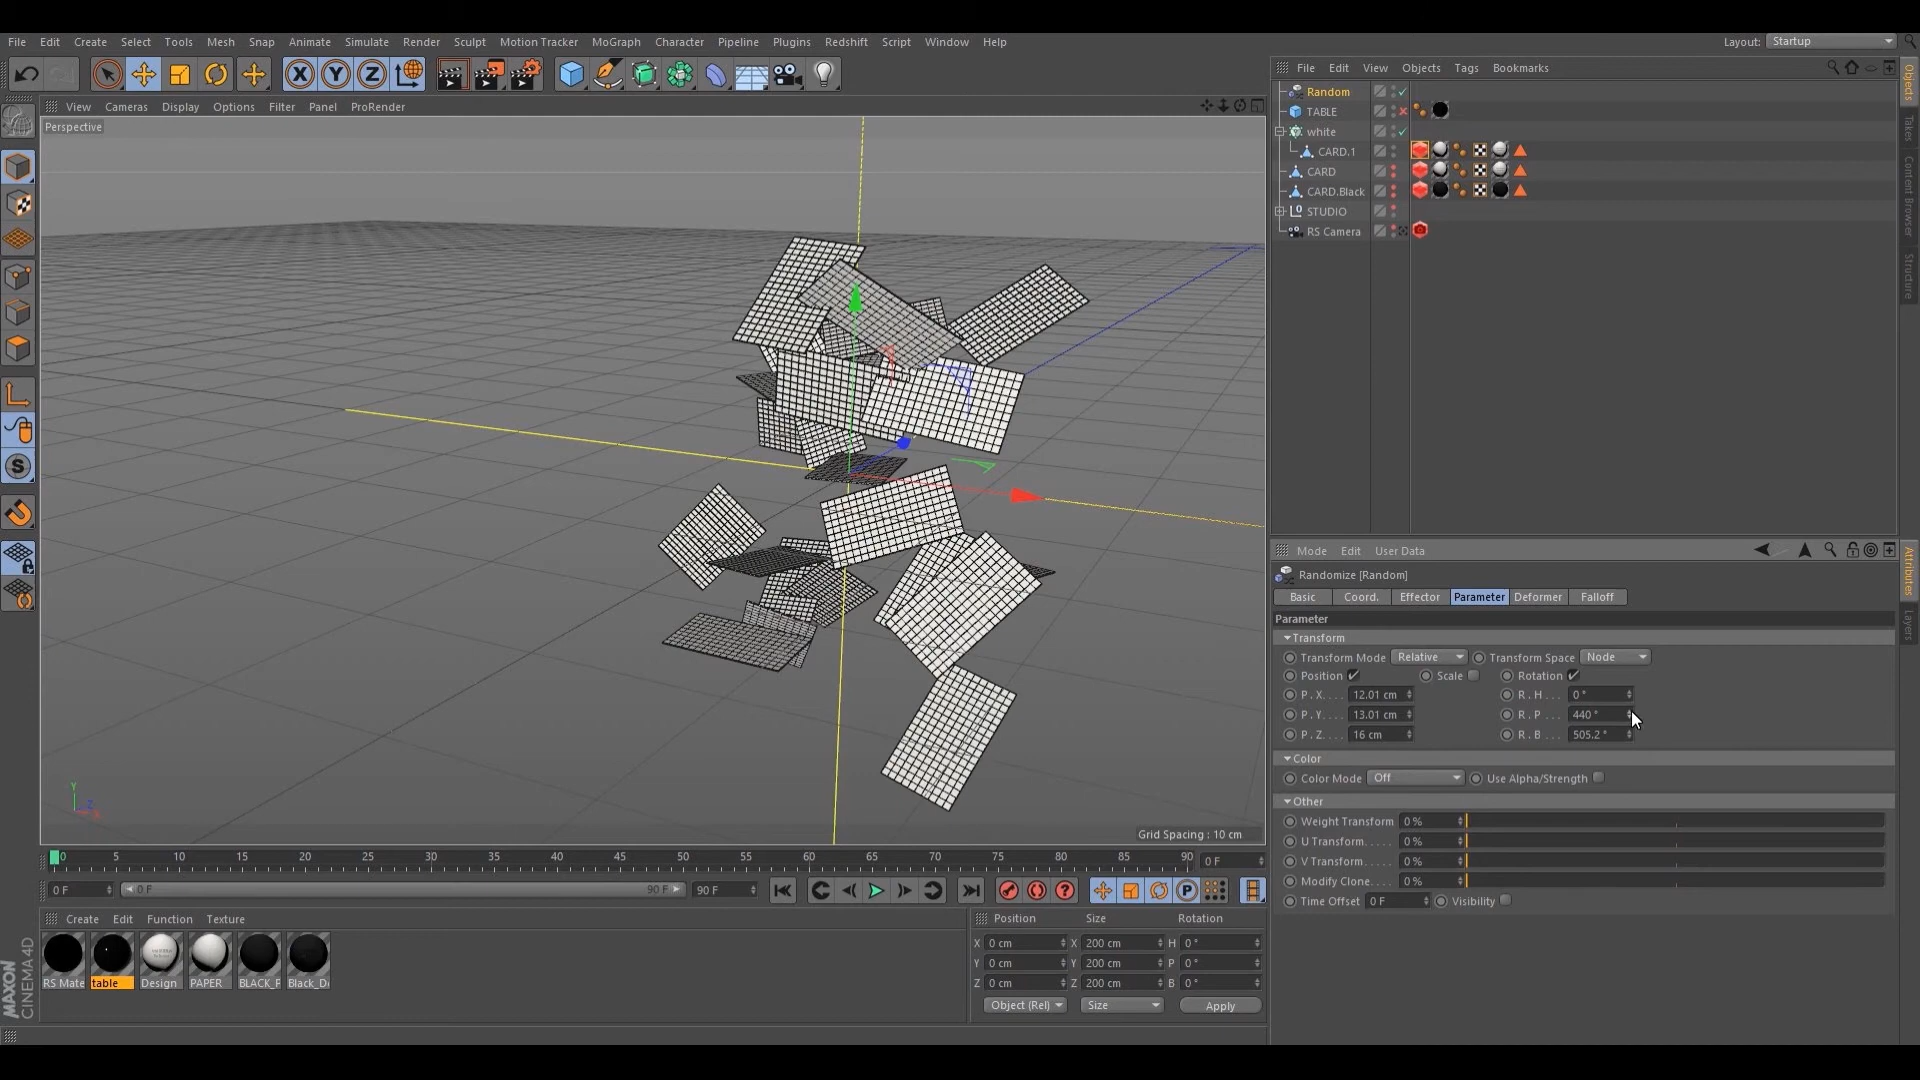 File Edit Create Select Tools Mesh Snap Animate Simulate Render Sculpt Motion Tracker MoGraph Character Pipeline Plugins Redshift Script Window Help Layout: Startup
File Edit View Objects Tags Bookmarks
View Cameras Display Options Filter Panel ProRender
Perspective
Random
TABLE
white
CARD.1
CARD
CARD.Black
STUDIO
RS Camera
Objects
Takes
Content Browser
Structure
Mode Edit User Data
Randomize [Random]
Basic Coord. Effector Parameter Deformer Falloff
Parameter
Transform
Transform Mode Relative Transform Space Node
Position Scale Rotation
P . X . . . . 12.01 cm R . H . . . 0 °
P . Y . . . . 13.01 cm R . P . . . 440 °
P . Z . . . . 16 cm R . B . . . 505.2 °
Color
Color Mode Off Use Alpha/Strength
Other
Weight Transform 0 %
U Transform. . . . . 0 %
V Transform. . . . . 0 %
Modify Clone. . . . . 0 %
Time Offset 0 F Visibility
Attributes
Layers
Y
Z
X
Grid Spacing : 10 cm
0 5 10 15 20 25 30 35 40 45 50 55 60 65 70 75 80 85 90 0 F
0 F 0 F 90 F 90 F
Create Edit Function Texture
RS Mate table Design PAPER BLACK_F Black_D
Position Size Rotation
X 0 cm X 200 cm H 0 °
Y 0 cm Y 200 cm P 0 °
Z 0 cm Z 200 cm B 0 °
Object (Rel) Size Apply
MAXON
CINEMA 4D